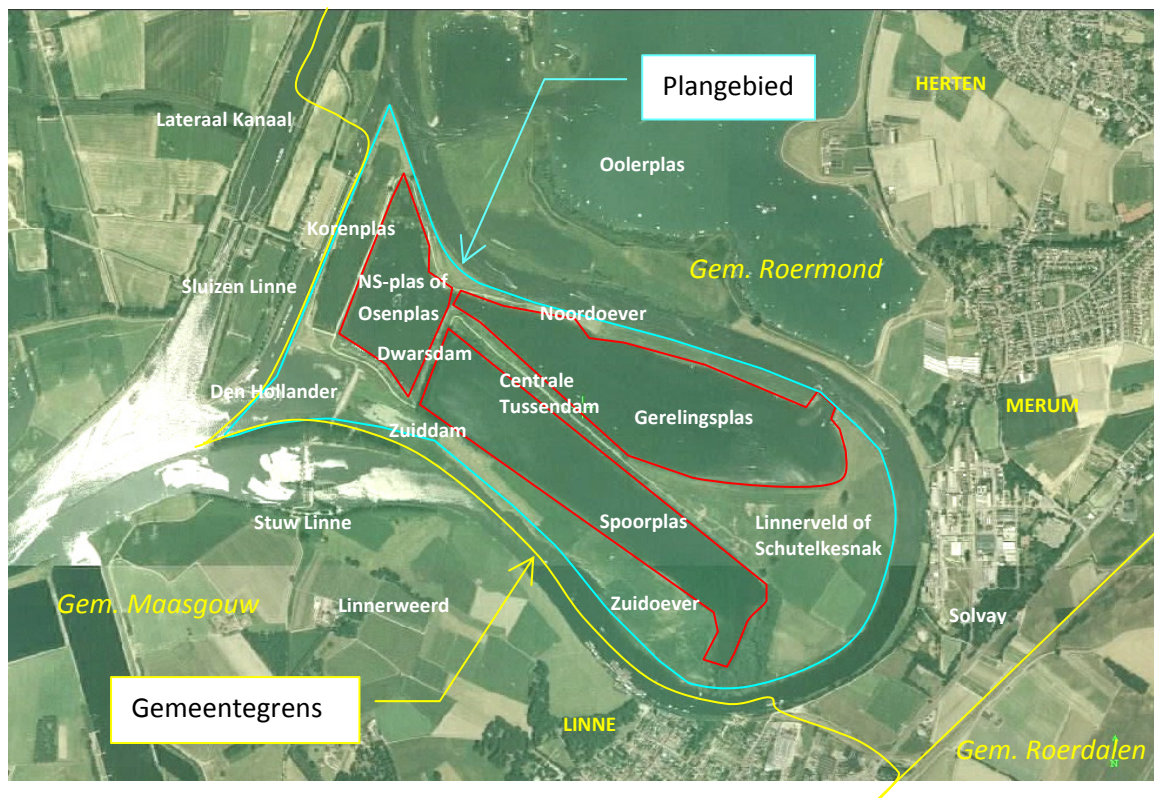 Plangebied
HERTEN
Lateraal Kanaal
Oolerplas
Korenplas
Gem. Roermond
Sluizen Linne
NS-plas of
Osenplas
Noordoever
Dwarsdam
Den Hollander
Centrale
Tussendam
Gerelingsplas
MERUM
Zuiddam
Stuw Linne
Spoorplas
Linnerveld of
Schutelkesnak
Gem. Maasgouw
Linnerweerd
Zuidoever
Solvay
Gemeentegrens
LINNE
Gem. Roerdalen
N